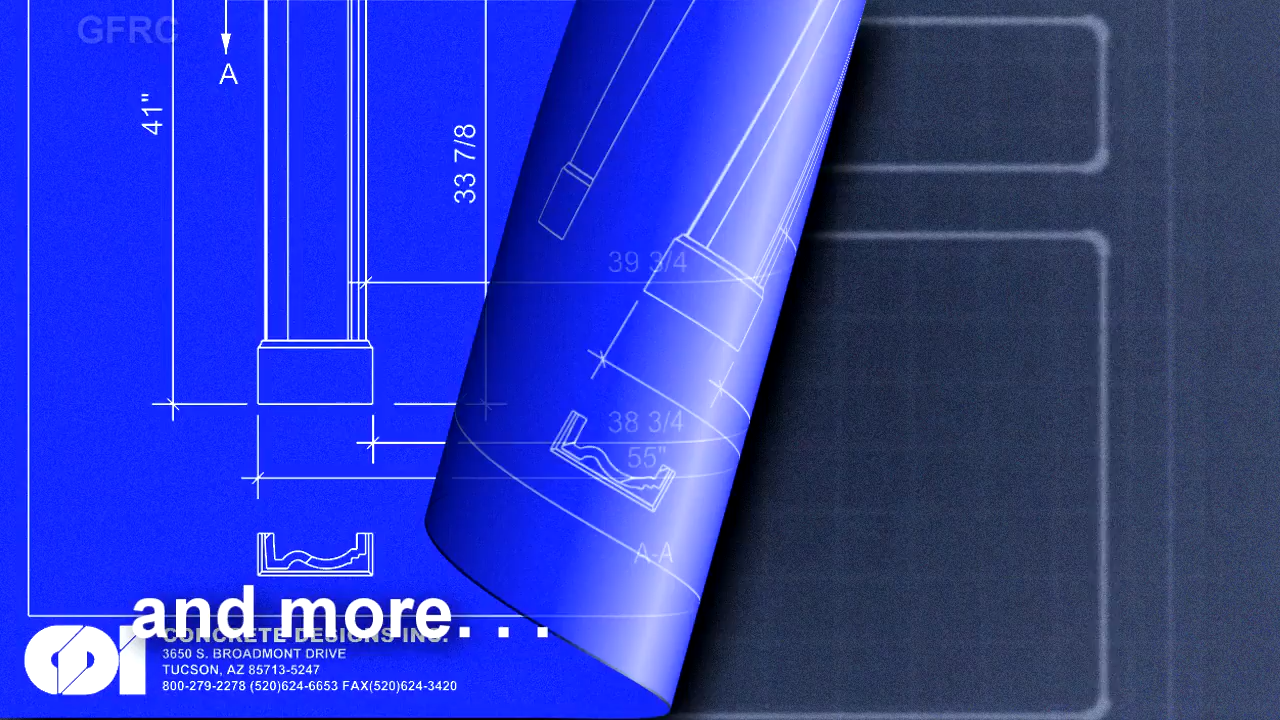 GFRC
A
41"
33 7/8
39 3/4
38 3/4
55"
A-A
and more. . .
CONCRETE DESIGNS INC.
3650 S. BROADMONT DRIVE
TUCSON, AZ 85713-5247
800-279-2278 (520)624-6653 FAX(520)624-3420
CDI